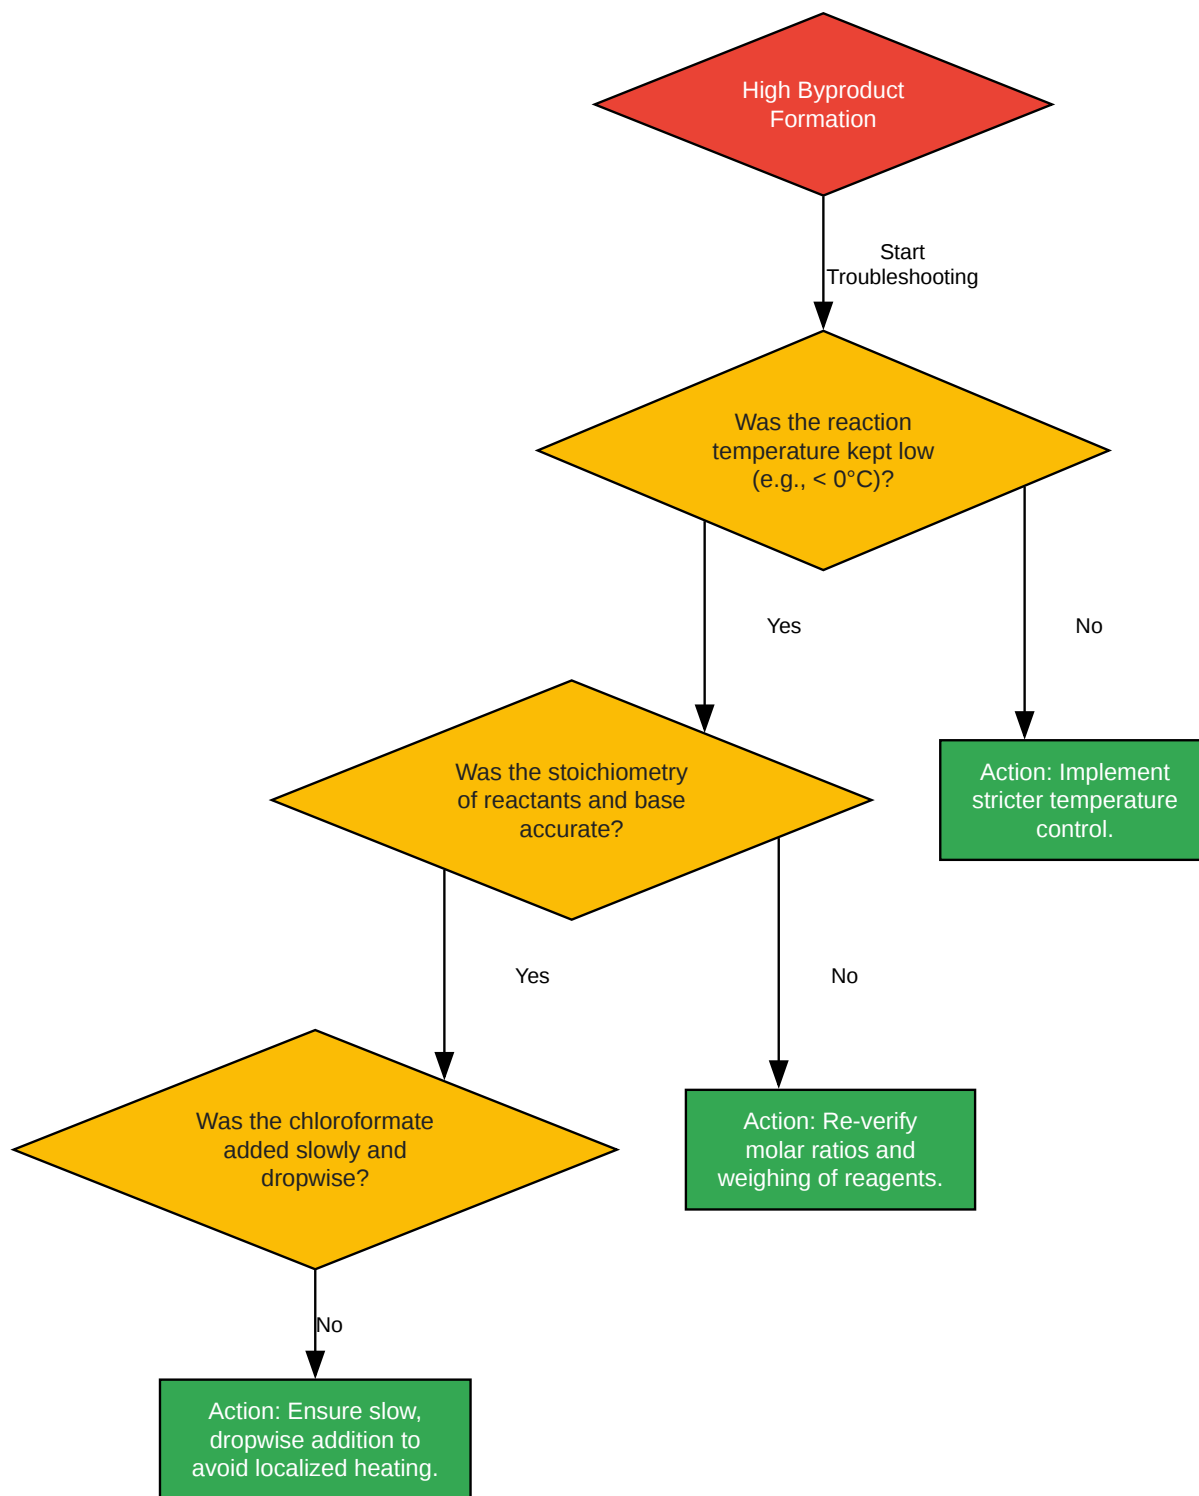 High Byproduct
Formation
Start
Troubleshooting
Was the reaction
temperature kept low
(e.g., < 0°C)?
Yes
No
Was the stoichiometry
of reactants and base
accurate?
Action: Implement
stricter temperature
control.
Yes
No
Was the chloroformate
added slowly and
dropwise?
Action: Re-verify
molar ratios and
weighing of reagents.
No
Action: Ensure slow,
dropwise addition to
avoid localized heating.